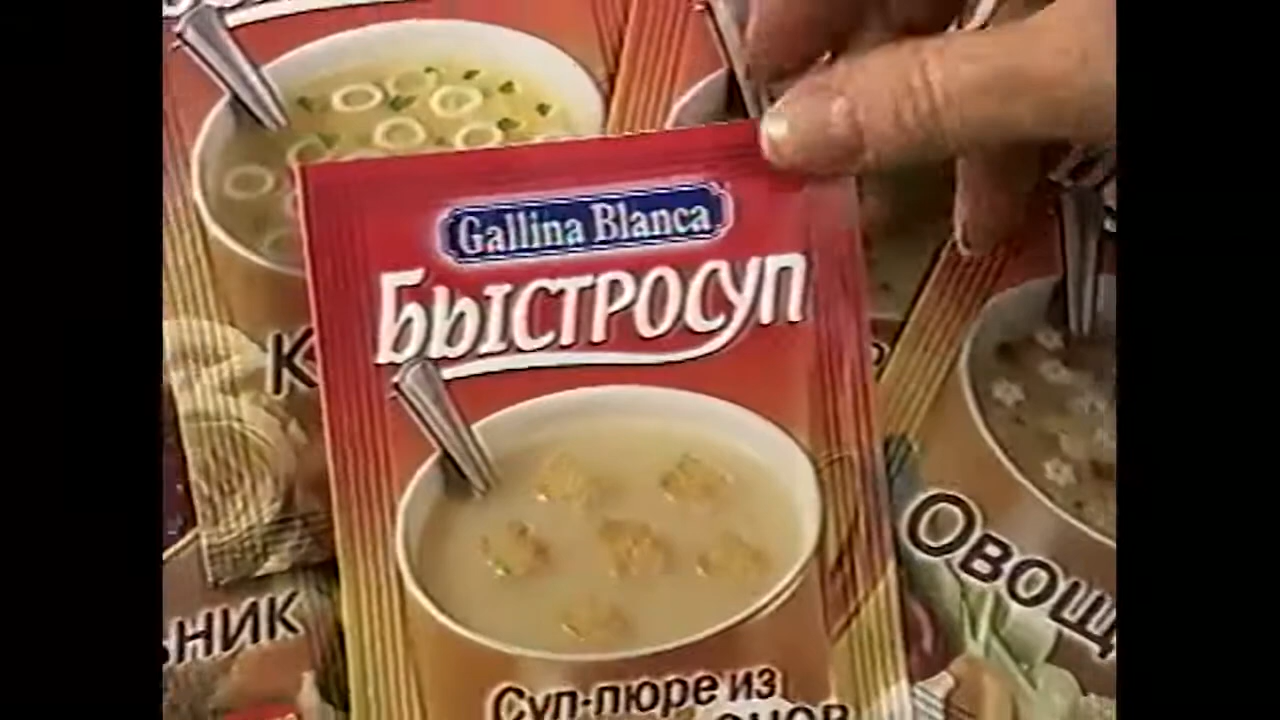 Gallina Blanca
Быстросуп
Суп-пюре из
Овощ
ьник
К